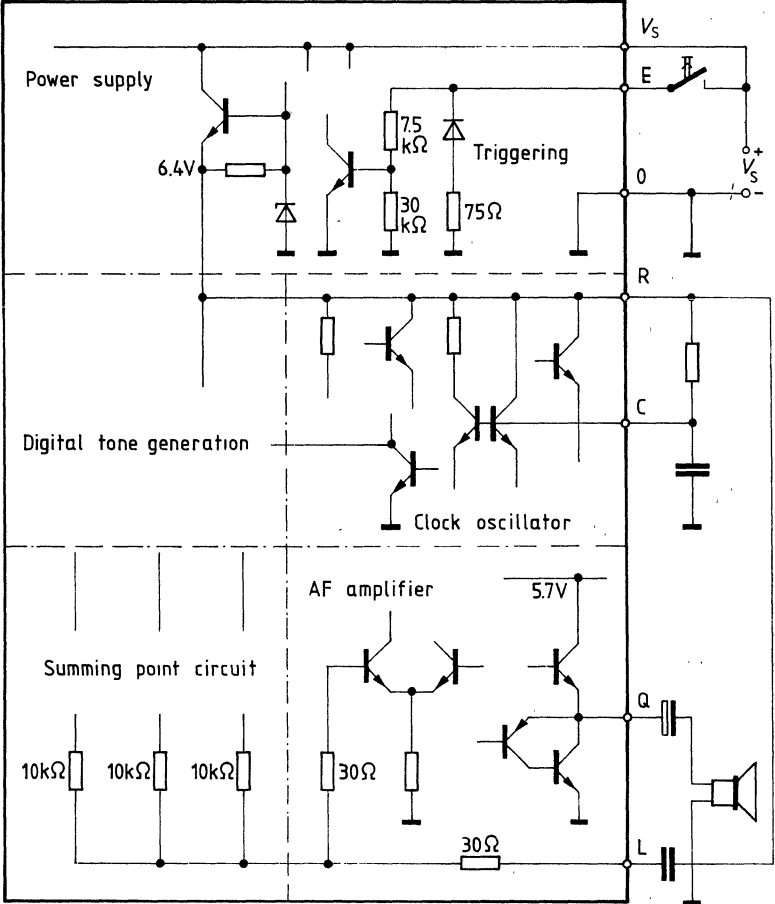 V_S
Power supply
E
7.5
kΩ
Triggering
+
V_S
6.4V
30
kΩ
75Ω
0
-
R
C
Digital tone generation
Clock oscillator
AF amplifier
5.7V
Summing point circuit
Q
10kΩ
10kΩ
10kΩ
30Ω
30Ω
L